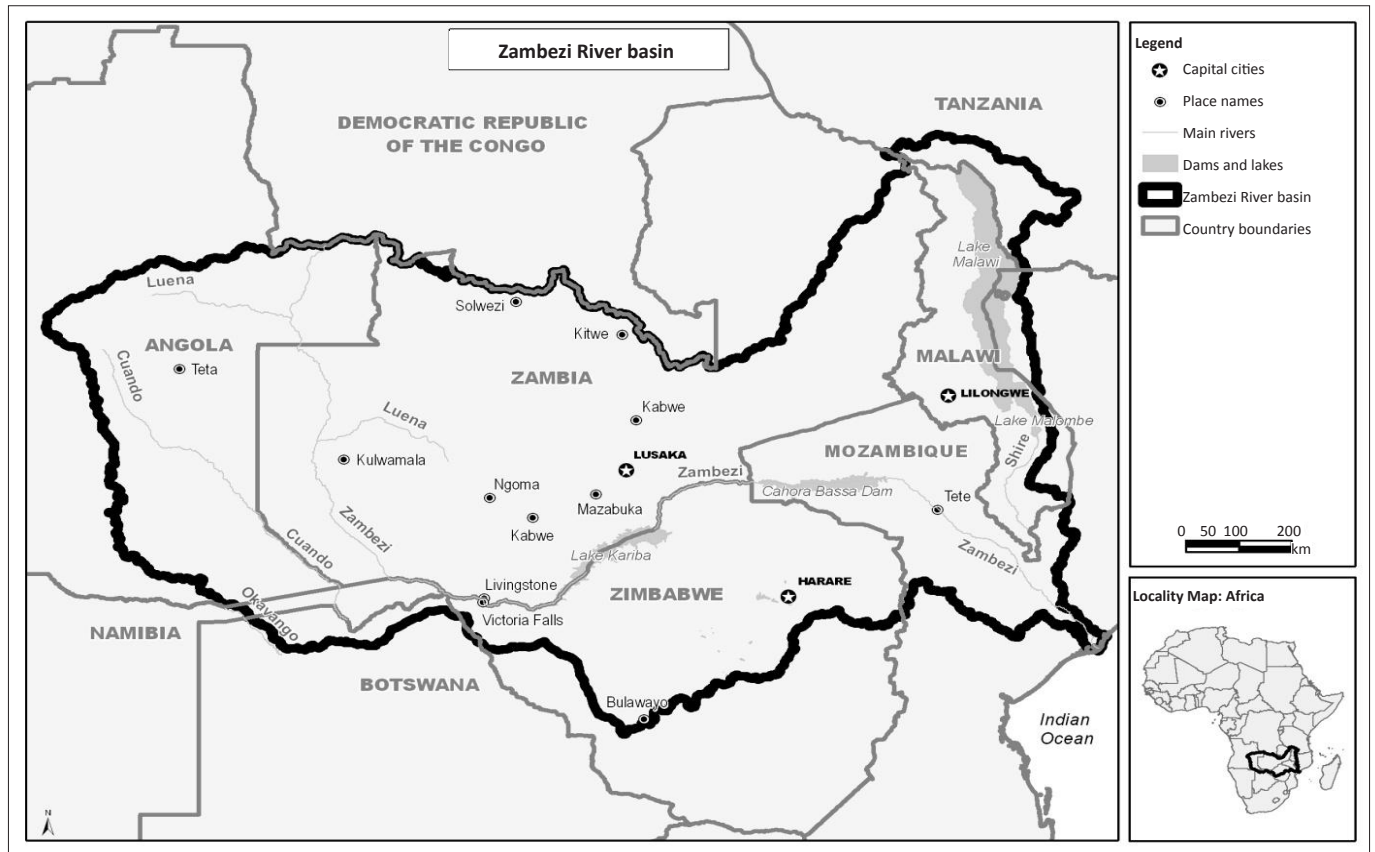 Zambezi River basin
TANZANIA
DEMOCRATIC REPUBLIC
OF THE CONGO
Lake
Malawi
Luena
Solwezi
Kitwe
ANGOLA
Teta
Cuando
ZAMBIA
MALAWI
LILONGWE
Kabwe
Luena
Lake Malombe
Shire
MOZAMBIQUE
LUSAKA
Kulwamala
Zambezi
Ngoma
Mazabuka
Cahora Bassa Dam
Tete
Kabwe
Zambezi
Cuando
Lake Kariba
Zambezi
Livingstone
ZIMBABWE
HARARE
Okavango
Victoria Falls
NAMIBIA
BOTSWANA
Bulawayo
Indian
Ocean
N
Legend
Capital cities
Place names
Main rivers
Dams and lakes
Zambezi River basin
Country boundaries
0 50 100 200
km
Locality Map: Africa